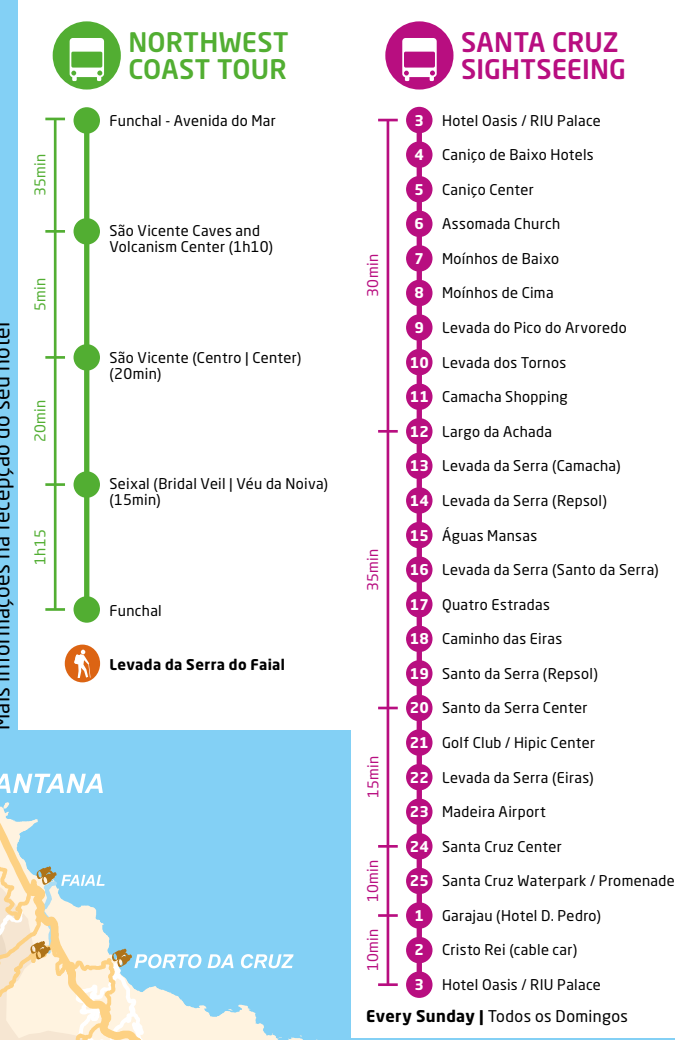 NORTHWEST
COAST TOUR
Funchal - Avenida do Mar
35min
São Vicente Caves and
Volcanism Center (1h10)
5min
São Vicente (Centro | Center)
(20min)
20min
Seixal (Bridal Veil | Véu da Noiva)
(15min)
1h15
Funchal
Levada da Serra do Faial
SANTA CRUZ
SIGHTSEEING
3 Hotel Oasis / RIU Palace
4 Caniço de Baixo Hotels
5 Caniço Center
6 Assomada Church
7 Moínhos de Baixo
30min
8 Moínhos de Cima
9 Levada do Pico do Arvoredo
10 Levada dos Tornos
11 Camacha Shopping
12 Largo da Achada
13 Levada da Serra (Camacha)
14 Levada da Serra (Repsol)
15 Águas Mansas
35min
16 Levada da Serra (Santo da Serra)
17 Quatro Estradas
18 Caminho das Eiras
19 Santo da Serra (Repsol)
20 Santo da Serra Center
21 Golf Club / Hipic Center
15min
22 Levada da Serra (Eiras)
23 Madeira Airport
24 Santa Cruz Center
10min
25 Santa Cruz Waterpark / Promenade
1 Garajau (Hotel D. Pedro)
10min
2 Cristo Rei (cable car)
3 Hotel Oasis / RIU Palace
Every Sunday | Todos os Domingos
Mais informações na recepção do seu hotel
ANTANA
FAIAL
PORTO DA CRUZ